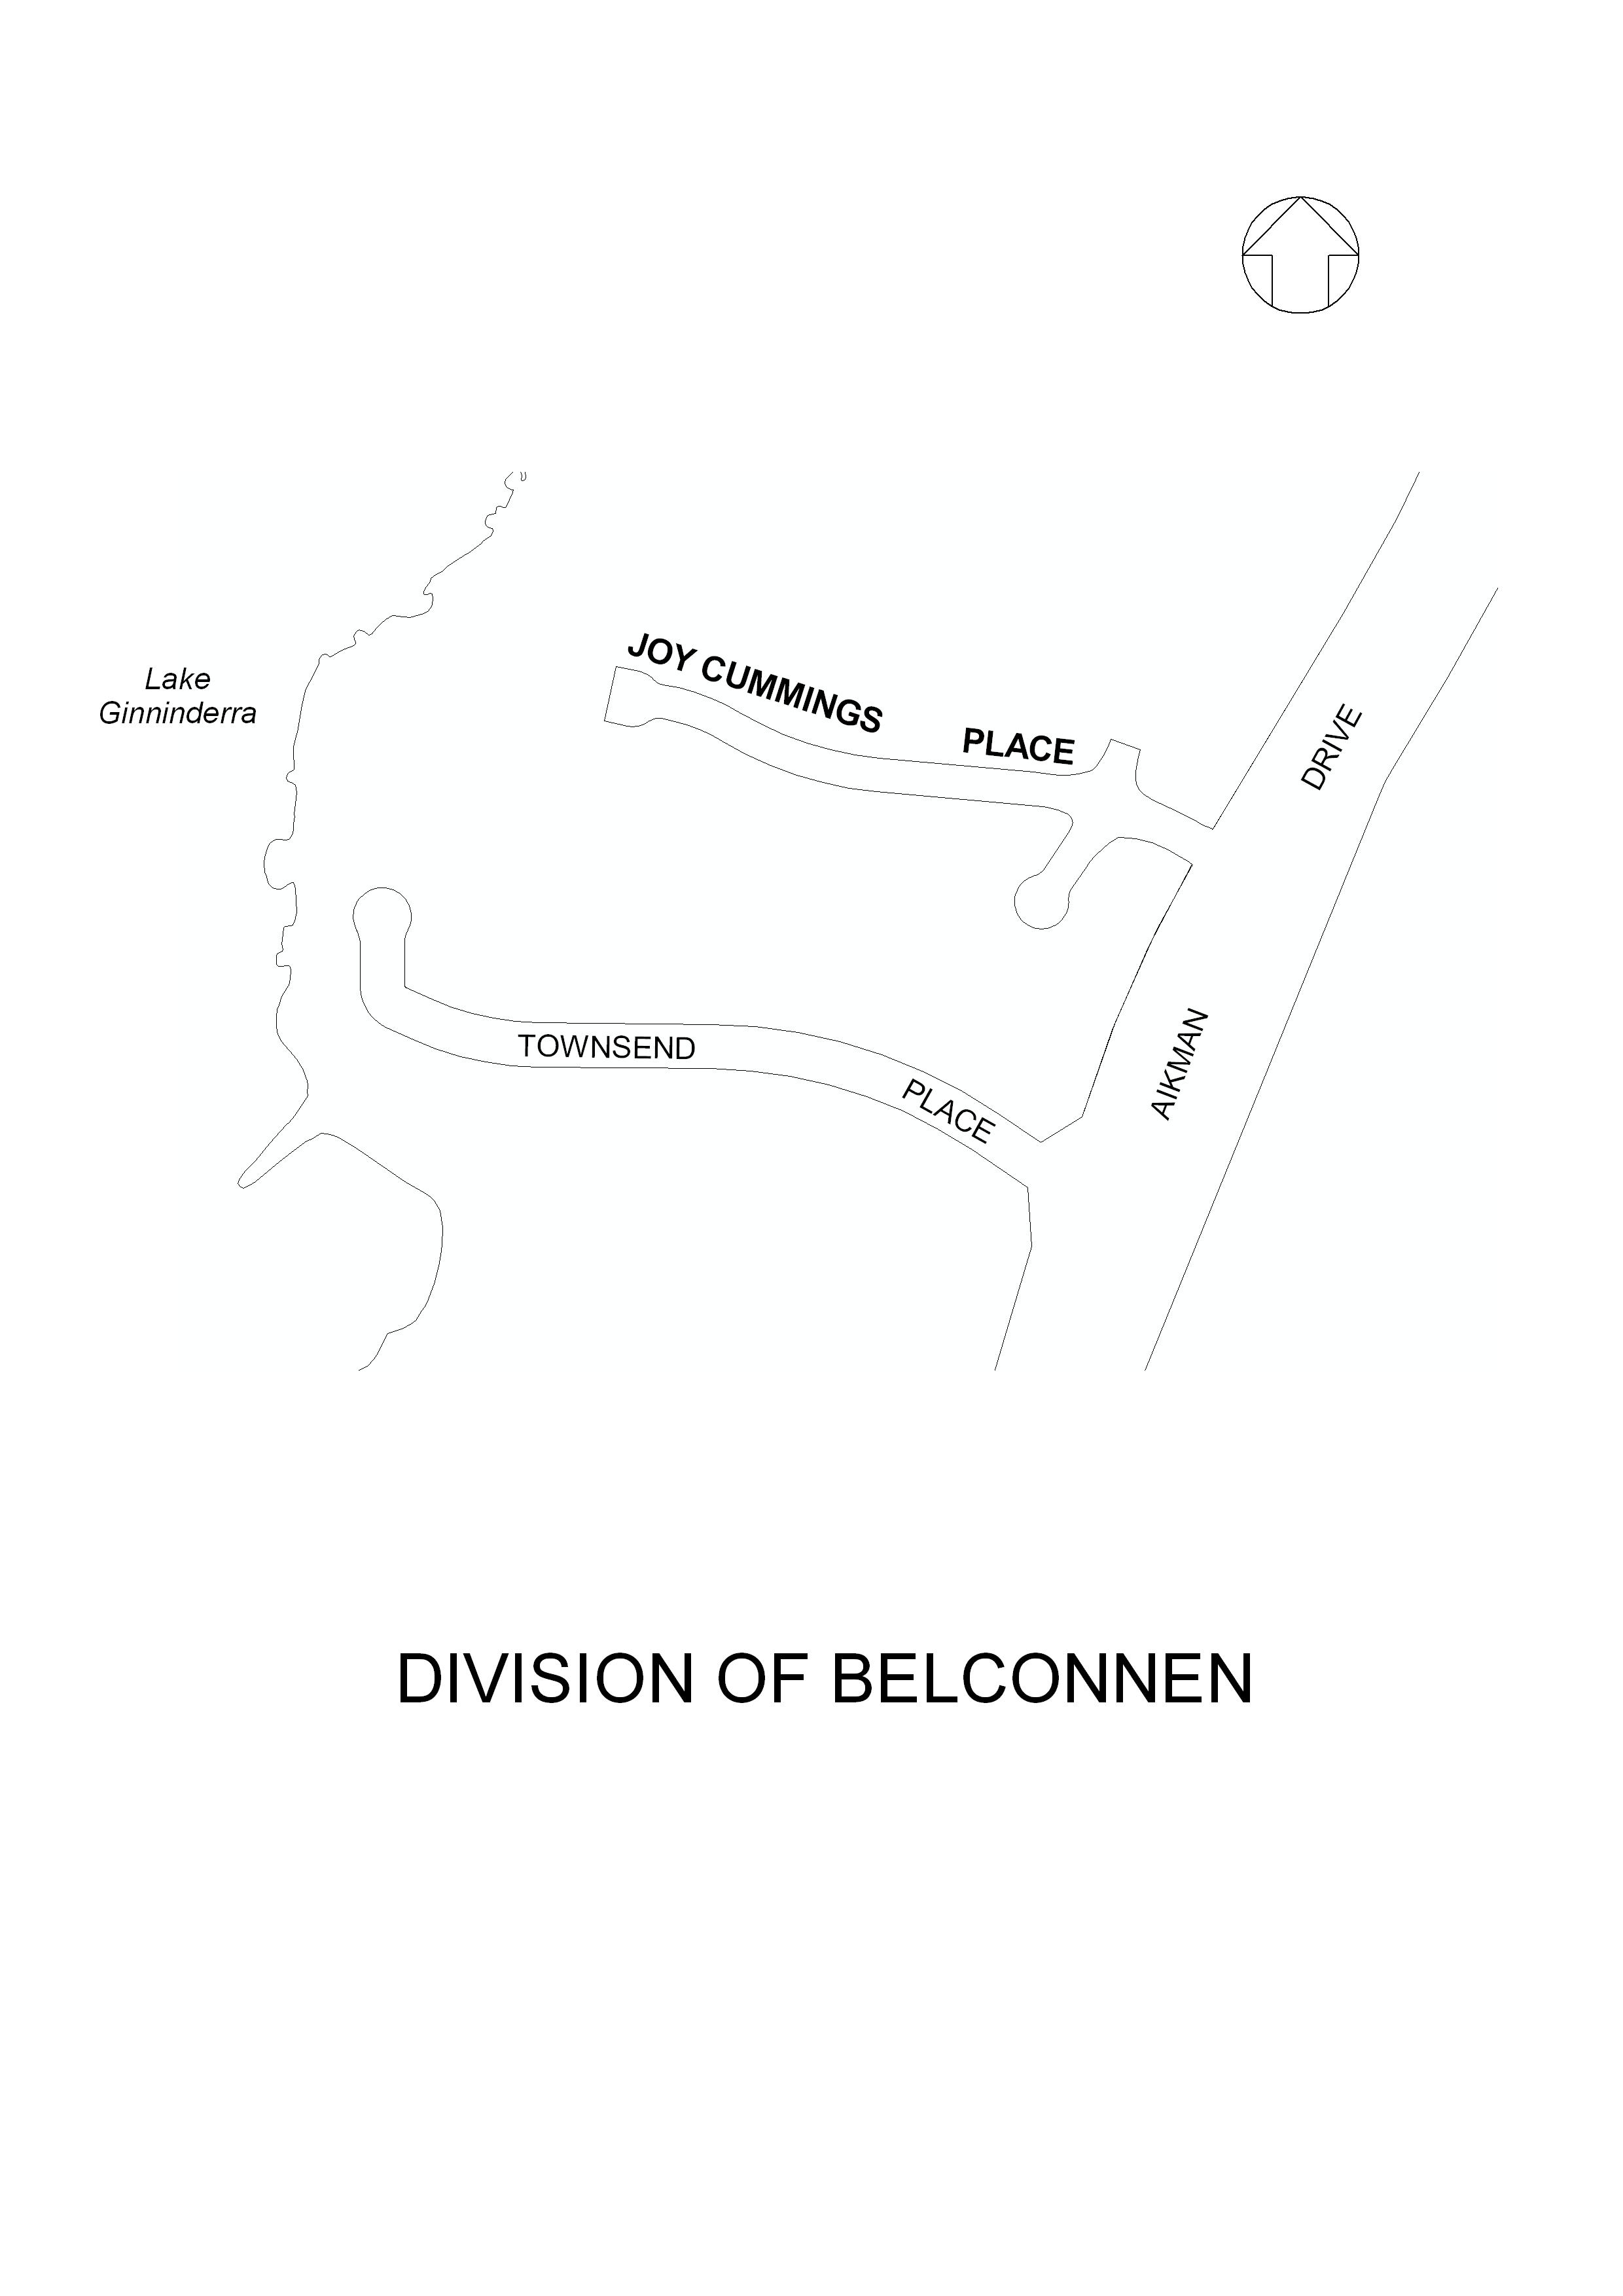 JOY CUMMINGS PLACE
Lake
Ginninderra
AIKMAN DRIVE
TOWNSEND PLACE
DIVISION OF BELCONNEN